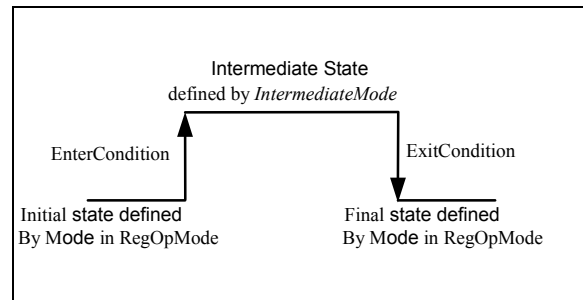 Intermediate State
defined by IntermediateMode
EnterCondition
ExitCondition
Initial state defined
By Mode in RegOpMode
Final state defined
By Mode in RegOpMode